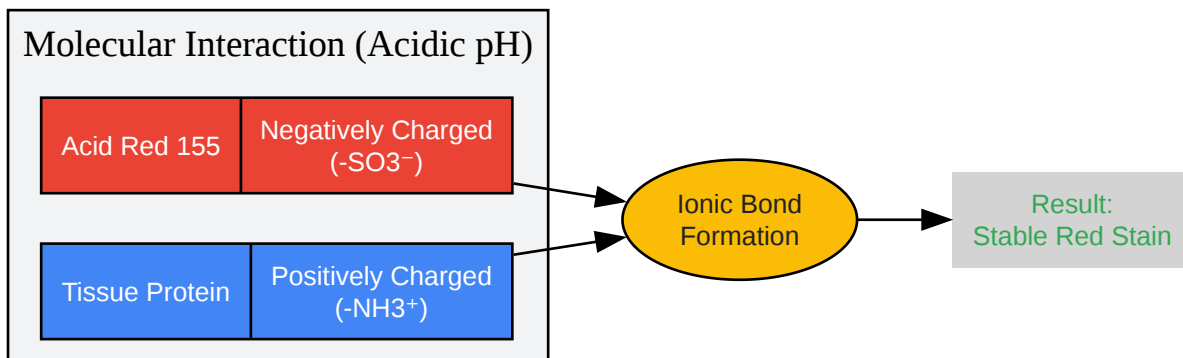 Molecular Interaction (Acidic pH)
Acid Red 155
Negatively Charged
(-SO3⁻)
Tissue Protein
Positively Charged
(-NH3⁺)
Ionic Bond
Formation
Result:
Stable Red Stain